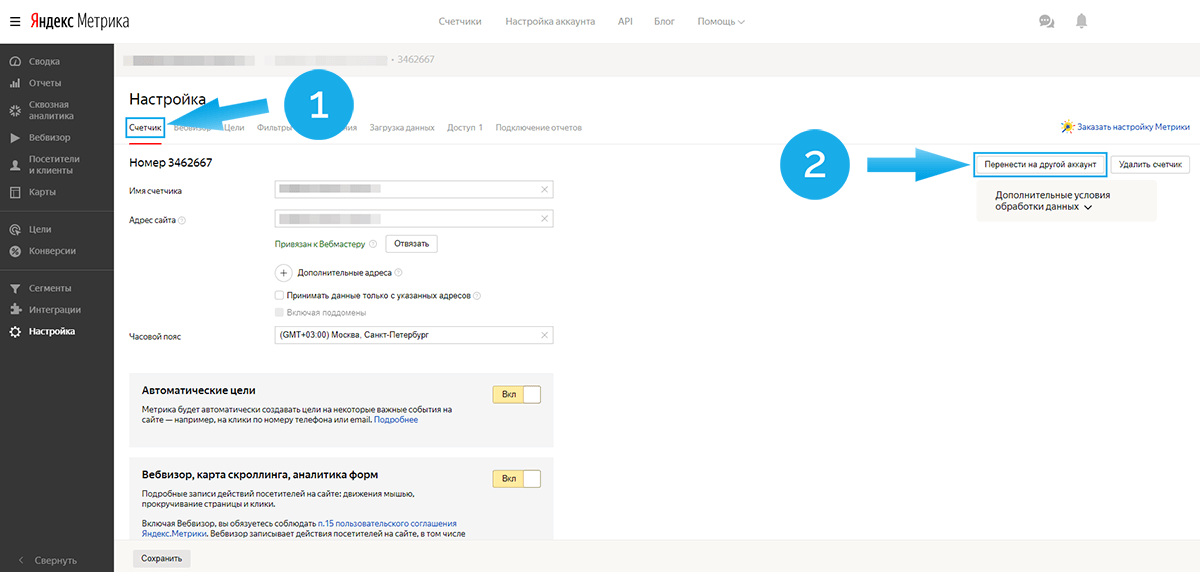 Яндекс Метрика
Счетчики Настройка аккаунта API Блог Помощь
Сводка
Отчеты
Сквозная
аналитика
Вебвизор
Посетители
и клиенты
Карты
Цели
Конверсии
Сегменты
Интеграции
Настройка
Свернуть
• 3462667
Настройка
1
Счетчик Вебвизор Цели Фильтры Загрузка данных Доступ 1 Подключение отчетов
Заказать настройку Метрики
Номер 3462667
2
Перенести на другой аккаунт
Удалить счетчик
Дополнительные условия
обработки данных
Имя счетчика
Адрес сайта
Привязан к Вебмастеру Отвязать
Дополнительные адреса
Принимать данные только с указанных адресов
Включая поддомены
Часовой пояс (GMT+03:00) Москва, Санкт-Петербург
Автоматические цели Вкл
Метрика будет автоматически создавать цели на некоторые важные события на
сайте — например, на клики по номеру телефона или email. Подробнее
Вебвизор, карта скроллинга, аналитика форм Вкл
Подробные записи действий посетителей на сайте: движения мышью,
прокручивание страницы и клики.
Включая Вебвизор, вы обязуетесь соблюдать п.15 пользовательского соглашения
Яндекс.Метрики. Вебвизор записывает действия посетителей на сайте, в том числе
Сохранить